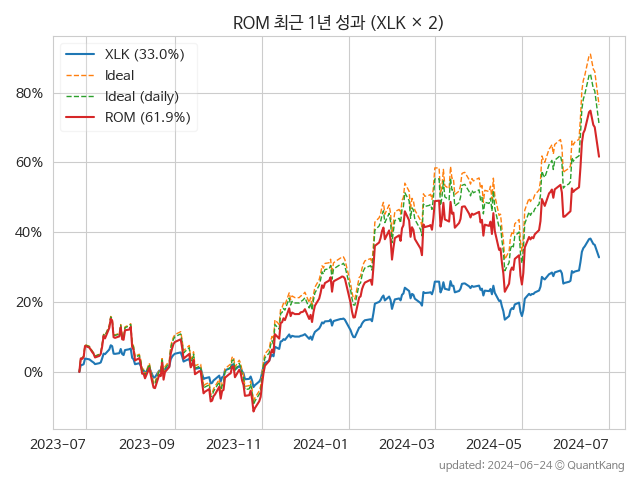 ROM 최근 1년 성과 (XLK × 2)
XLK (33.0%)
Ideal
Ideal (daily)
ROM (61.9%)
80%
60%
40%
20%
0%
2023-07 2023-09 2023-11 2024-01 2024-03 2024-05 2024-07
updated: 2024-06-24 © QuantKang